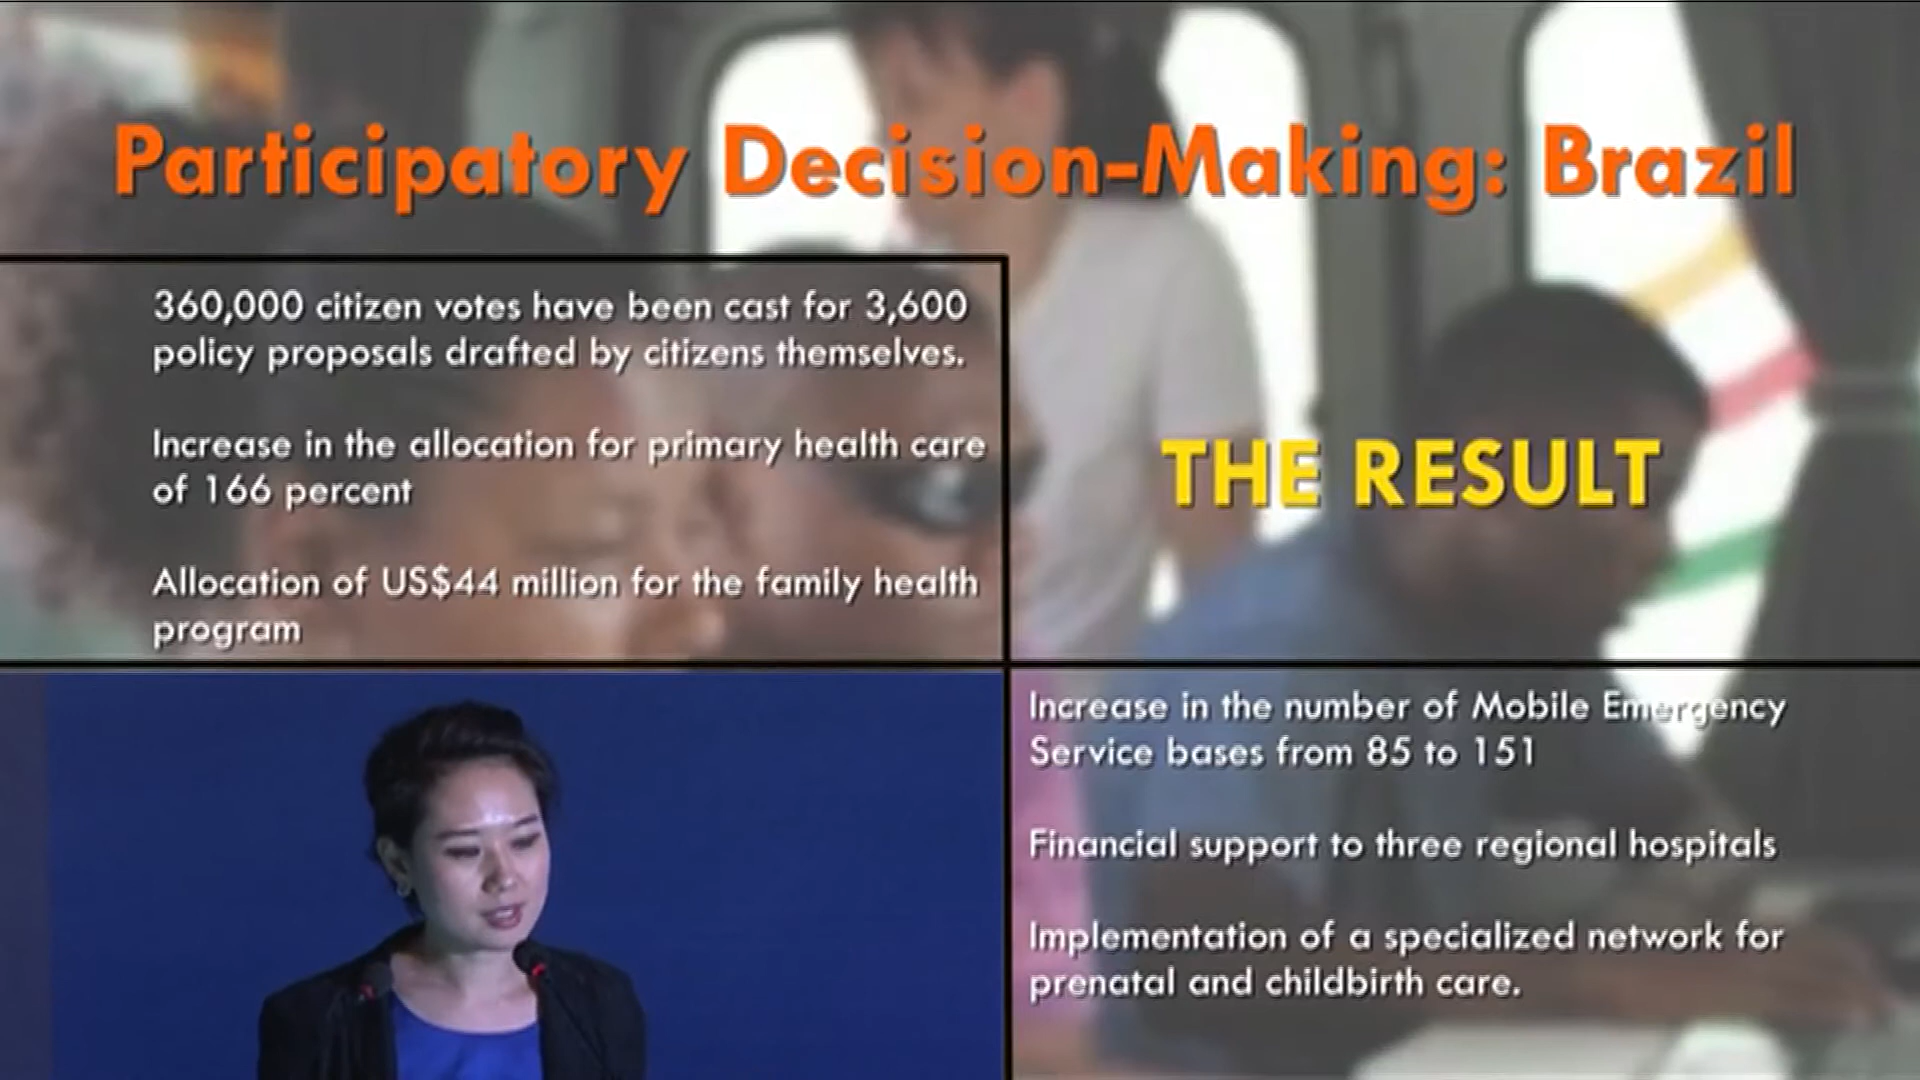 Participatory Decision-Making: Brazil
360,000 citizen votes have been cast for 3,600
policy proposals drafted by citizens themselves.
Increase in the allocation for primary health care
of 166 percent
Allocation of US$44 million for the family health
program
THE RESULT
Increase in the number of Mobile Emergency
Service bases from 85 to 151
Financial support to three regional hospitals
Implementation of a specialized network for
prenatal and childbirth care.